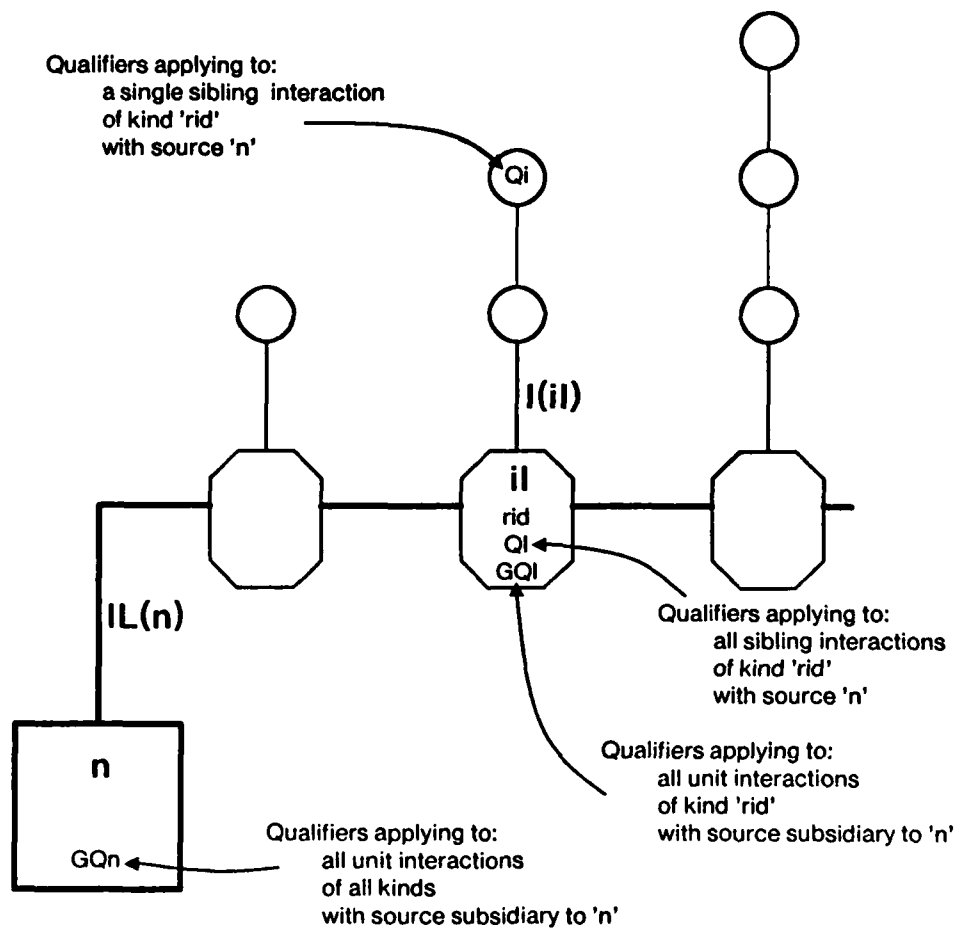 Qualifiers applying to:
a single sibling interaction
of kind 'rid'
with source 'n'
Qi
I(il)
il
rid
QI
GQI
IL(n)
Qualifiers applying to:
all sibling interactions
of kind 'rid'
with source 'n'
n
Qualifiers applying to:
all unit interactions
of kind 'rid'
with source subsidiary to 'n'
GQn
Qualifiers applying to:
all unit interactions
of all kinds
with source subsidiary to 'n'